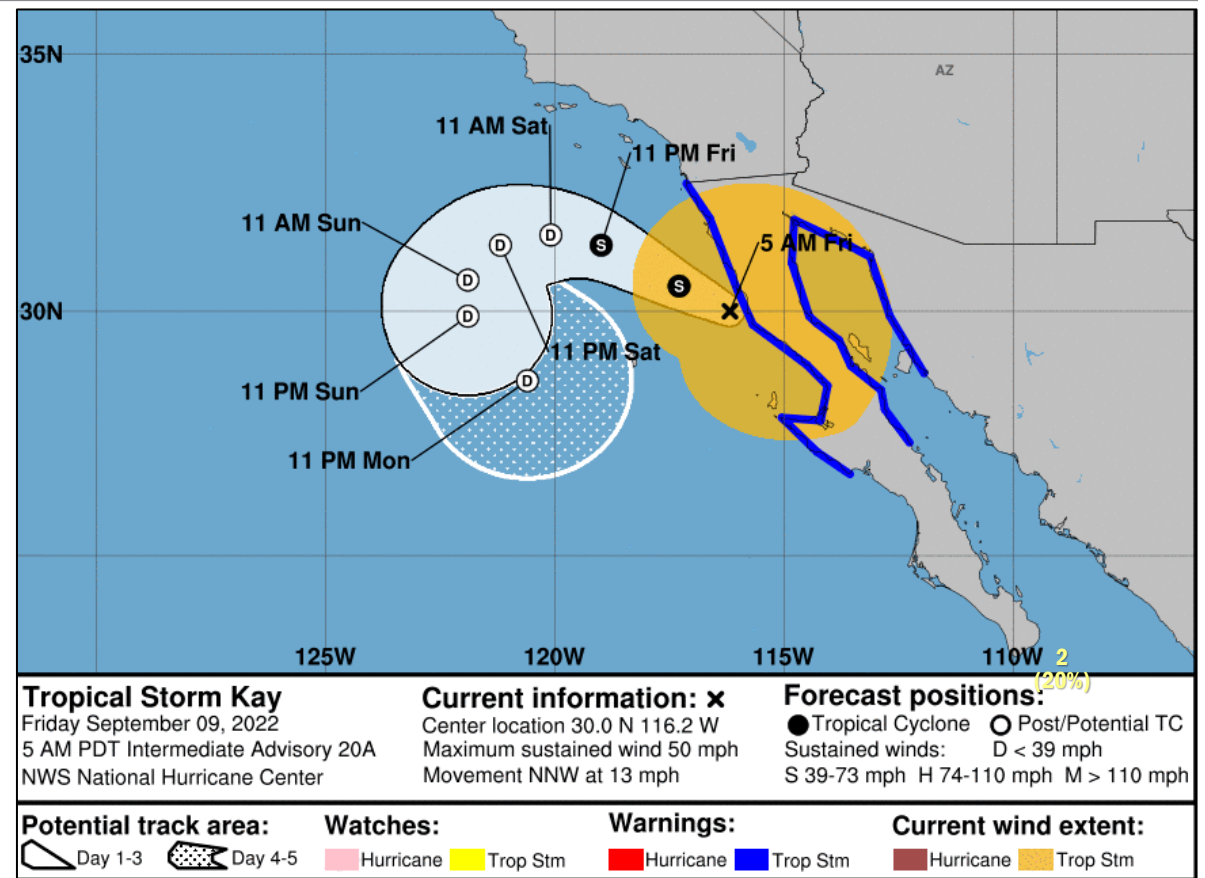 35N
AZ
11 AM Sat
11 PM Fri
11 AM Sun
5 AM Fri
D
D
S
D
S
30N
D
11 PM Sat
D
11 PM Sun
11 PM Mon
125W
120W
115W
110W
2
(20%)
Tropical Storm Kay
Friday September 09, 2022
5 AM PDT Intermediate Advisory 20A
NWS National Hurricane Center
Current information: x
Center location 30.0 N 116.2 W
Maximum sustained wind 50 mph
Movement NNW at 13 mph
Forecast positions:
Tropical Cyclone
Post/Potential TC
Sustained winds: D < 39 mph
S 39-73 mph H 74-110 mph M > 110 mph
Potential track area:
Day 1-3
Day 4-5
Watches:
Hurricane
Trop Stm
Warnings:
Hurricane
Trop Stm
Current wind extent:
Hurricane
Trop Stm